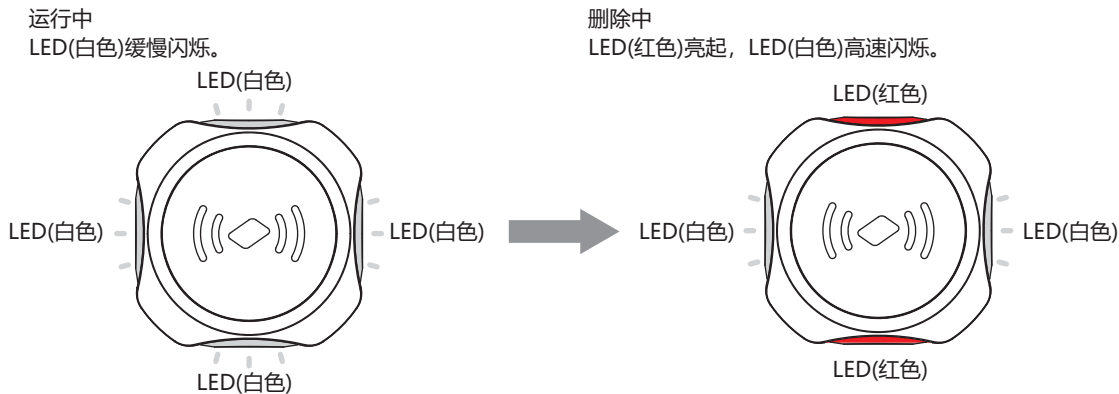 运行中
LED(白色)缓慢闪烁。
LED(白色)
LED(白色)
LED(白色)
LED(白色)
删除中
LED(红色)亮起，LED(白色)高速闪烁。
LED(红色)
LED(白色)
LED(白色)
LED(红色)